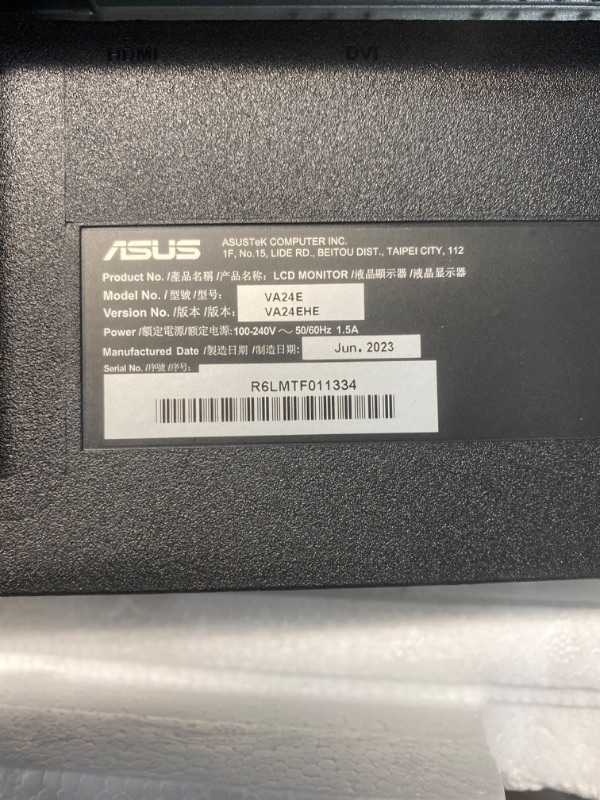 HDMI DVI
ASUS
ASUSTeK COMPUTER INC.
1F, No.15, LIDE RD., BEITOU DIST., TAIPEI CITY, 112
Product No. /產品名稱 /产品名称: LCD MONITOR /液晶顯示器 /液晶显示器
Model No. /型號 /型号: VA24E
Version No. /版本 /版本: VA24EHE
Power /額定電源/额定电源: 100-240V ～ 50/60Hz 1.5A
Manufactured Date /製造日期 /制造日期: Jun. 2023
Serial No. /序號 /序号:
R6LMTF011334